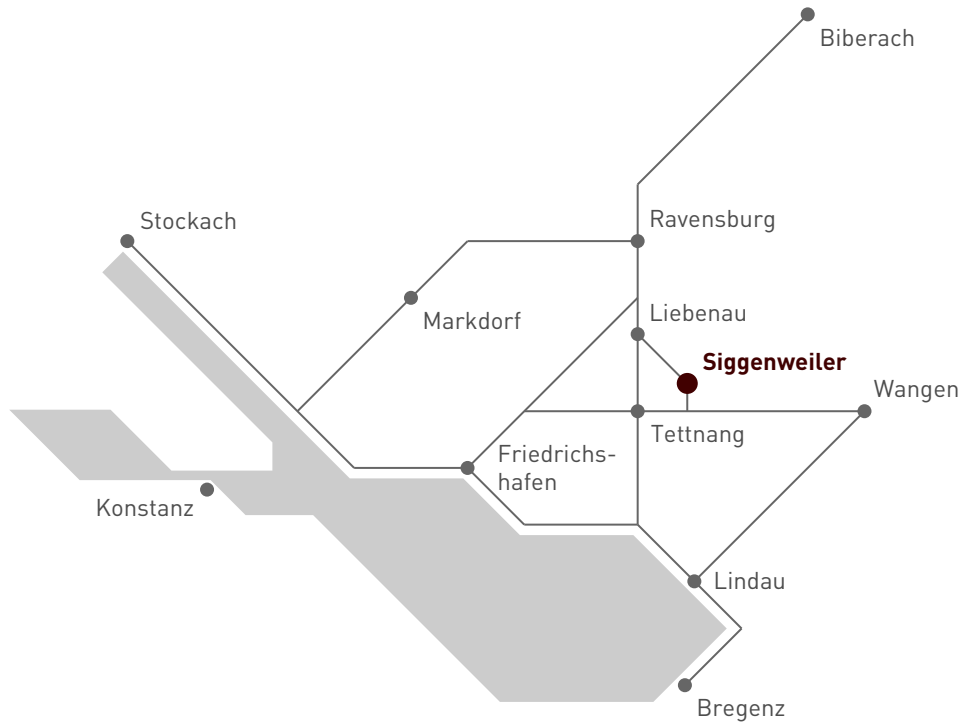 Biberach
Stockach
Ravensburg
Markdorf
Liebenau
Siggenweiler
Wangen
Tettnang
Friedrichs-
hafen
Konstanz
Lindau
Bregenz